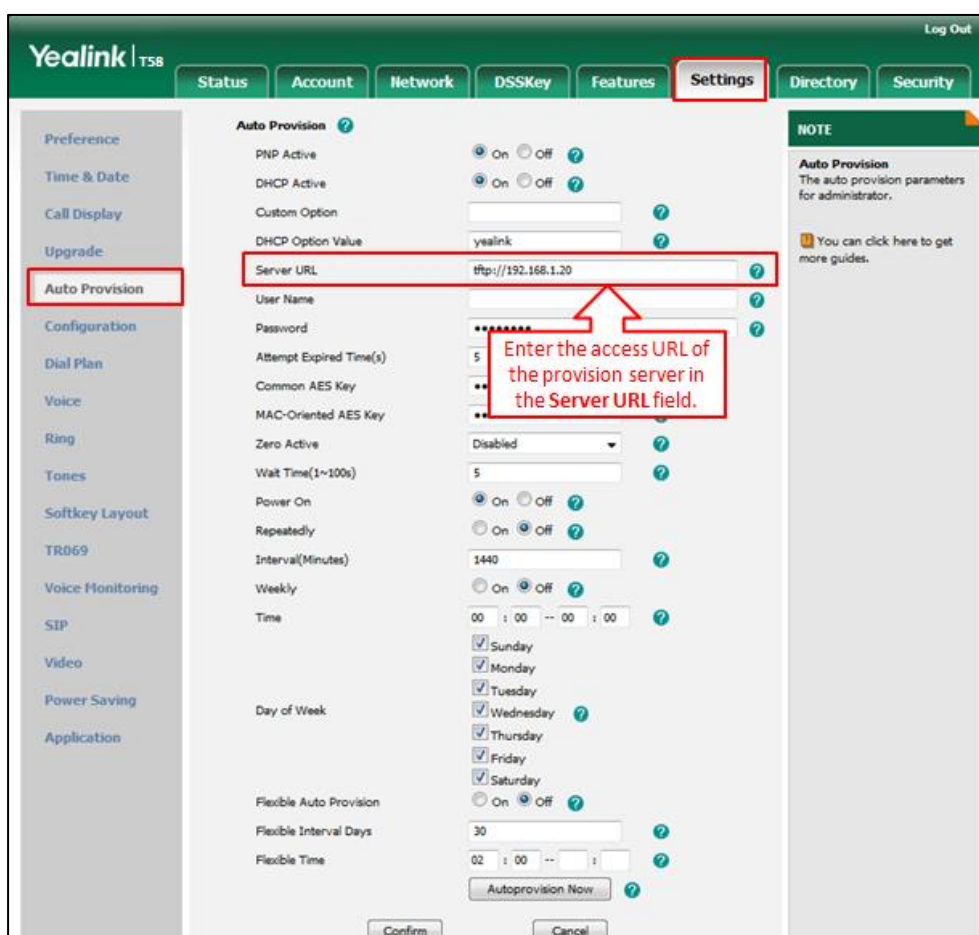 Log Out
Yealink | T58
Status Account Network DSSKey Features Settings Directory Security
Preference
Time & Date
Call Display
Upgrade
Auto Provision
Configuration
Dial Plan
Voice
Ring
Tones
Softkey Layout
TR069
Voice Monitoring
SIP
Video
Power Saving
Application
Auto Provision ?
PNP Active On Off ?
DHCP Active On Off ?
Custom Option ?
DHCP Option Value yealink ?
Server URL tftp://192.168.1.20 ?
User Name ?
Password •••••••• ?
Attempt Expired Time(s) 5
Common AES Key ••
MAC-Oriented AES Key ••
Enter the access URL of
the provision server in
the Server URL field.
Zero Active Disabled ?
Wait Time(1~100s) 5 ?
Power On On Off ?
Repeatedly On Off ?
Interval(Minutes) 1440 ?
Weekly On Off ?
Time 00 : 00 -- 00 : 00 ?
Sunday
Monday
Tuesday
Day of Week Wednesday ?
Thursday
Friday
Saturday
Flexible Auto Provision On Off ?
Flexible Interval Days 30 ?
Flexible Time 02 : 00 -- : ?
Autoprovision Now ?
Confirm Cancel
NOTE
Auto Provision
The auto provision parameters
for administrator.
You can click here to get
more guides.